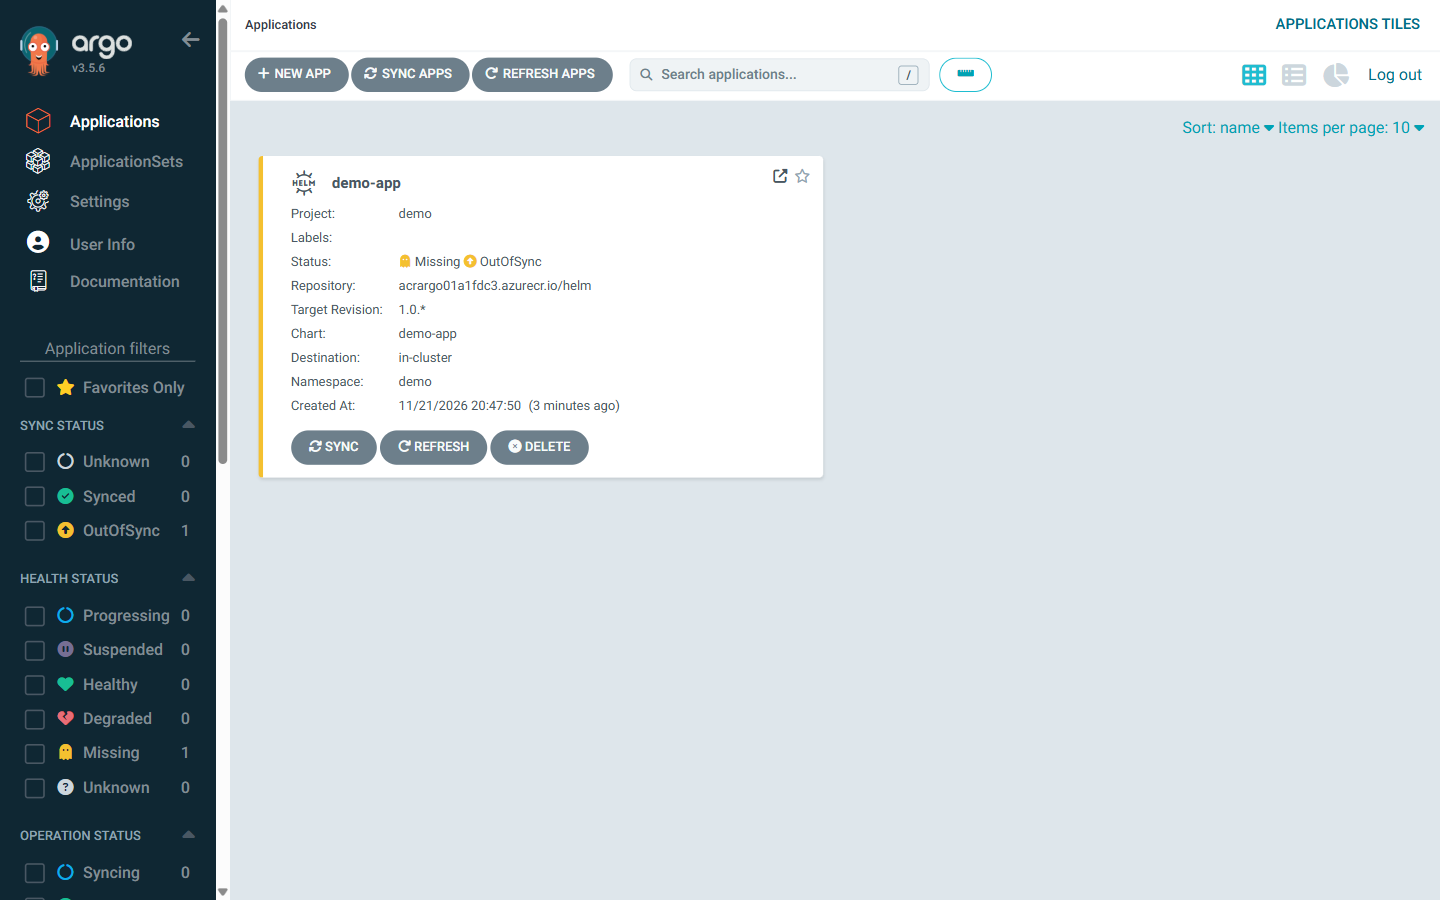 argo
v3.5.6
Applications
ApplicationSets
Settings
User Info
Documentation
Application filters
Favorites Only
SYNC STATUS
Unknown 0
Synced 0
OutOfSync 1
HEALTH STATUS
Progressing 0
Suspended 0
Healthy 0
Degraded 0
Missing 1
Unknown 0
OPERATION STATUS
Syncing 0
Applications
APPLICATIONS TILES
+ NEW APP
SYNC APPS
REFRESH APPS
Search applications...
/
Log out
Sort: name
Items per page: 10
HELM
demo-app
Project: demo
Labels:
Status: Missing OutOfSync
Repository: acrargo01a1fdc3.azurecr.io/helm
Target Revision: 1.0.*
Chart: demo-app
Destination: in-cluster
Namespace: demo
Created At: 11/21/2026 20:47:50 (3 minutes ago)
SYNC
REFRESH
DELETE